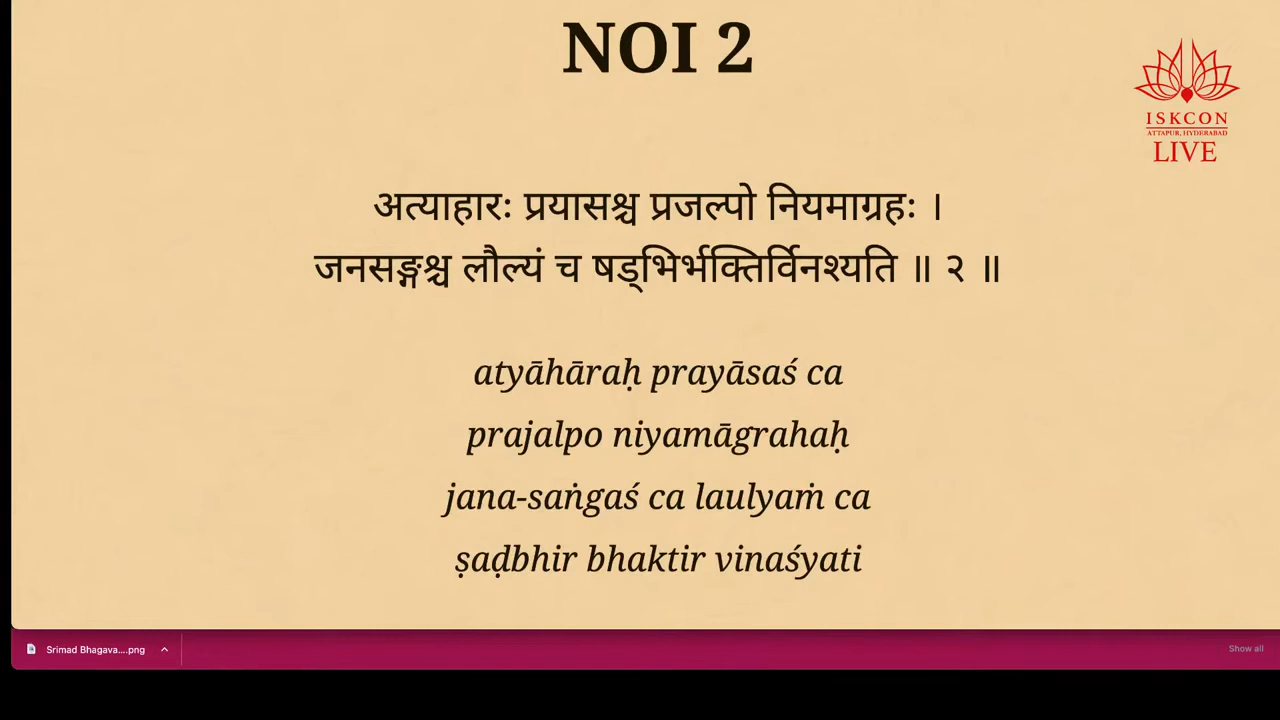 NOI 2
ISKCON
ATTAPUR, HYDERABAD
LIVE
अत्याहारः प्रयासश्च प्रजल्पो नियमाग्रहः ।
जनसङ्गश्च लौल्यं च षड्भिर्भक्तिर्विनश्यति ॥ २ ॥
atyāhāraḥ prayāsaś ca
prajalpo niyamāgrahaḥ
jana-saṅgaś ca laulyaṁ ca
ṣaḍbhir bhaktir vinaśyati
Srimad Bhagava....png
Show all